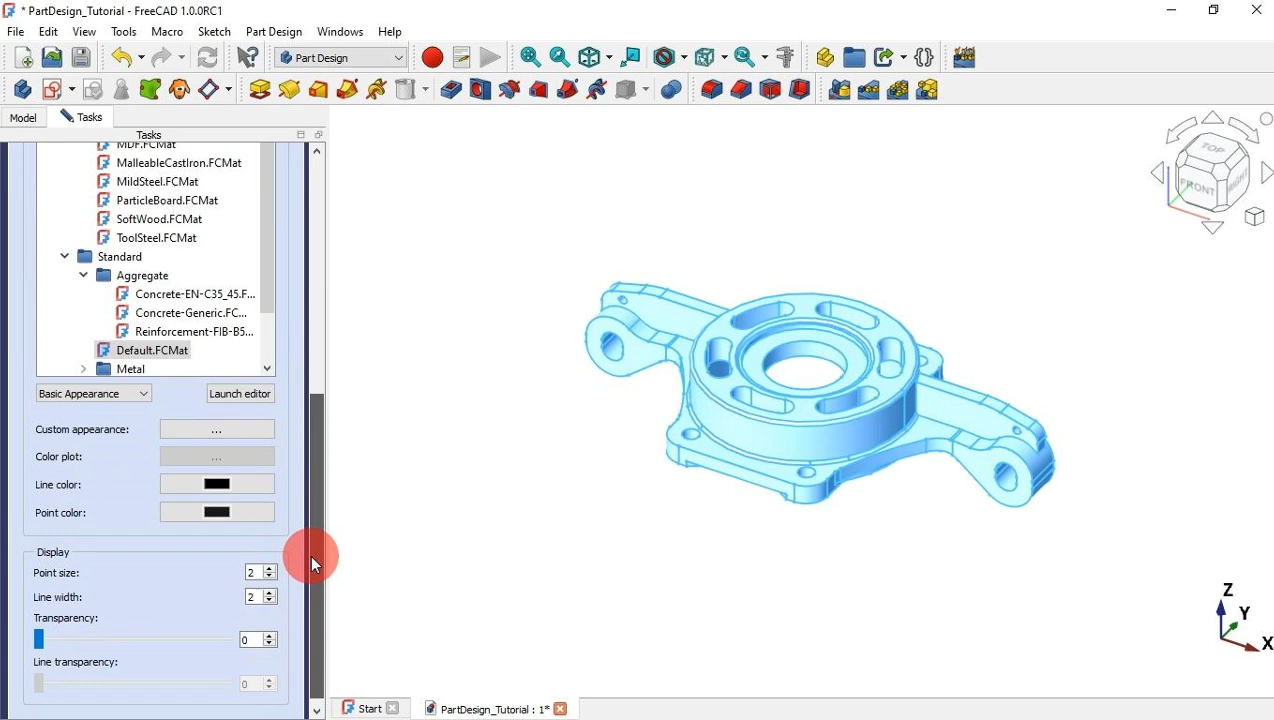 * PartDesign_Tutorial - FreeCAD 1.0.0RC1
File Edit View Tools Macro Sketch Part Design Windows Help
Part Design
Model Tasks
Tasks
MDF.FCMat
MalleableCastIron.FCMat
MildSteel.FCMat
ParticleBoard.FCMat
SoftWood.FCMat
ToolSteel.FCMat
Standard
Aggregate
Concrete-EN-C35_45.F...
Concrete-Generic.FC...
Reinforcement-FIB-B5...
Default.FCMat
Metal
Basic Appearance Launch editor
Custom appearance: ...
Color plot: ...
Line color:
Point color:
Display
Point size: 2
Line width: 2
Transparency:
0
Line transparency:
0
TOP
FRONT RIGHT
Z
Y
X
Start PartDesign_Tutorial : 1*